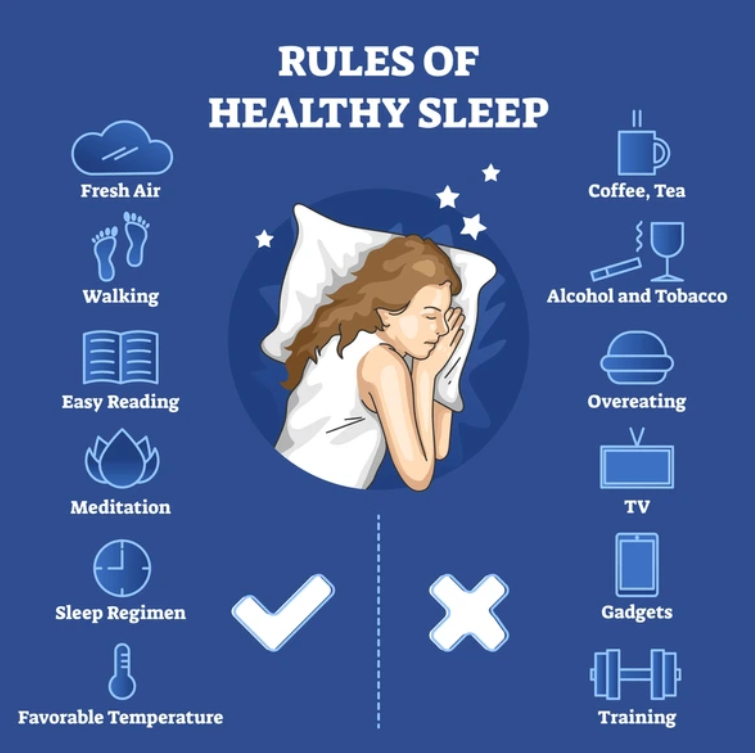 RULES OF
HEALTHY SLEEP
Fresh Air
Walking
Easy Reading
Meditation
Sleep Regimen
Favorable Temperature
Coffee, Tea
Alcohol and Tobacco
Overeating
TV
Gadgets
Training